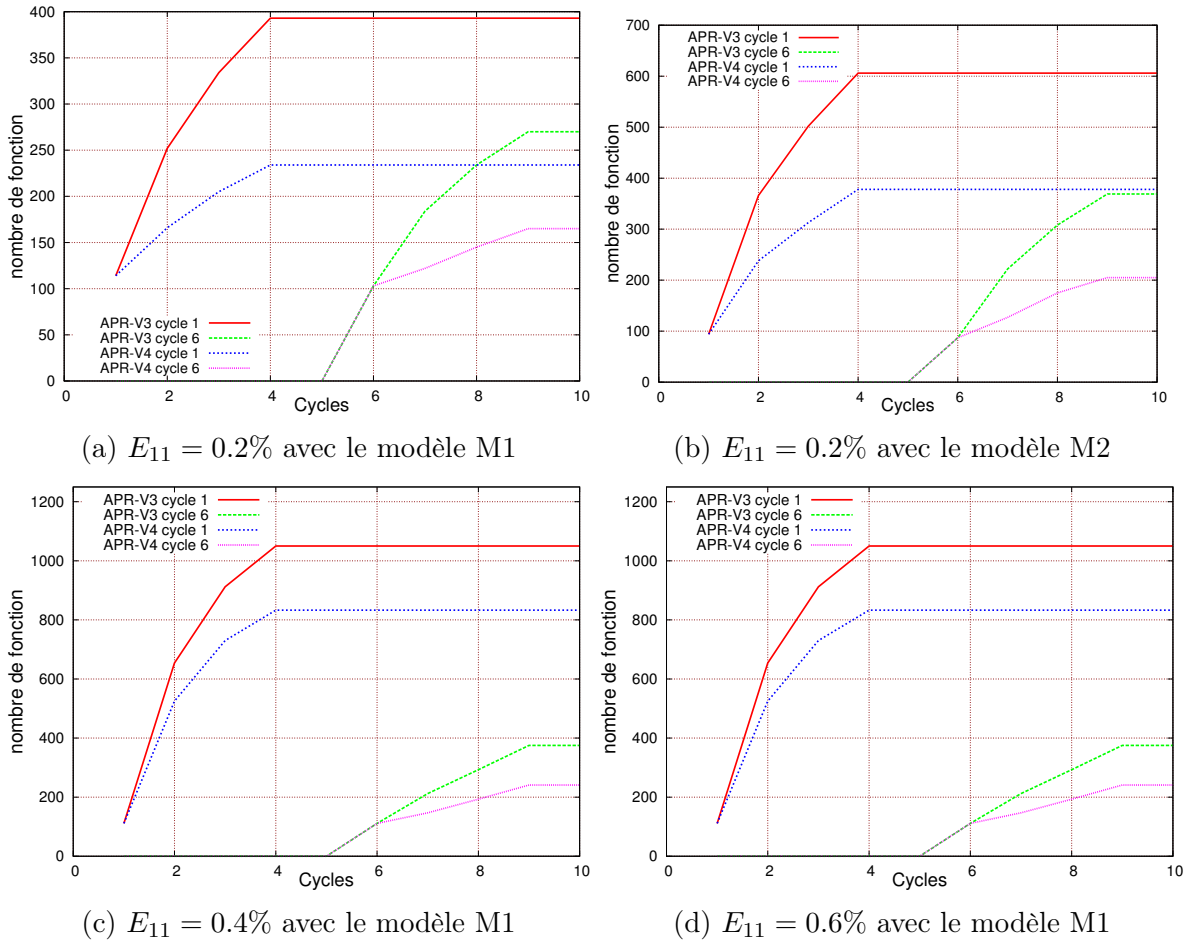 400
350
300
250
200
150
100
50
0
nombre de fonction
APR-V3 cycle 1
APR-V3 cycle 6
APR-V4 cycle 1
APR-V4 cycle 6
0 2 4 6 8 10
Cycles
(a) E₁₁ = 0.2% avec le modèle M1
700
600
500
400
300
200
100
0
nombre de fonction
APR-V3 cycle 1
APR-V3 cycle 6
APR-V4 cycle 1
APR-V4 cycle 6
0 2 4 6 8 10
Cycles
(b) E₁₁ = 0.2% avec le modèle M2
1200
1000
800
600
400
200
0
nombre de fonction
APR-V3 cycle 1
APR-V3 cycle 6
APR-V4 cycle 1
APR-V4 cycle 6
0 2 4 6 8 10
Cycles
(c) E₁₁ = 0.4% avec le modèle M1
1200
1000
800
600
400
200
0
nombre de fonction
APR-V3 cycle 1
APR-V3 cycle 6
APR-V4 cycle 1
APR-V4 cycle 6
0 2 4 6 8 10
Cycles
(d) E₁₁ = 0.6% avec le modèle M1